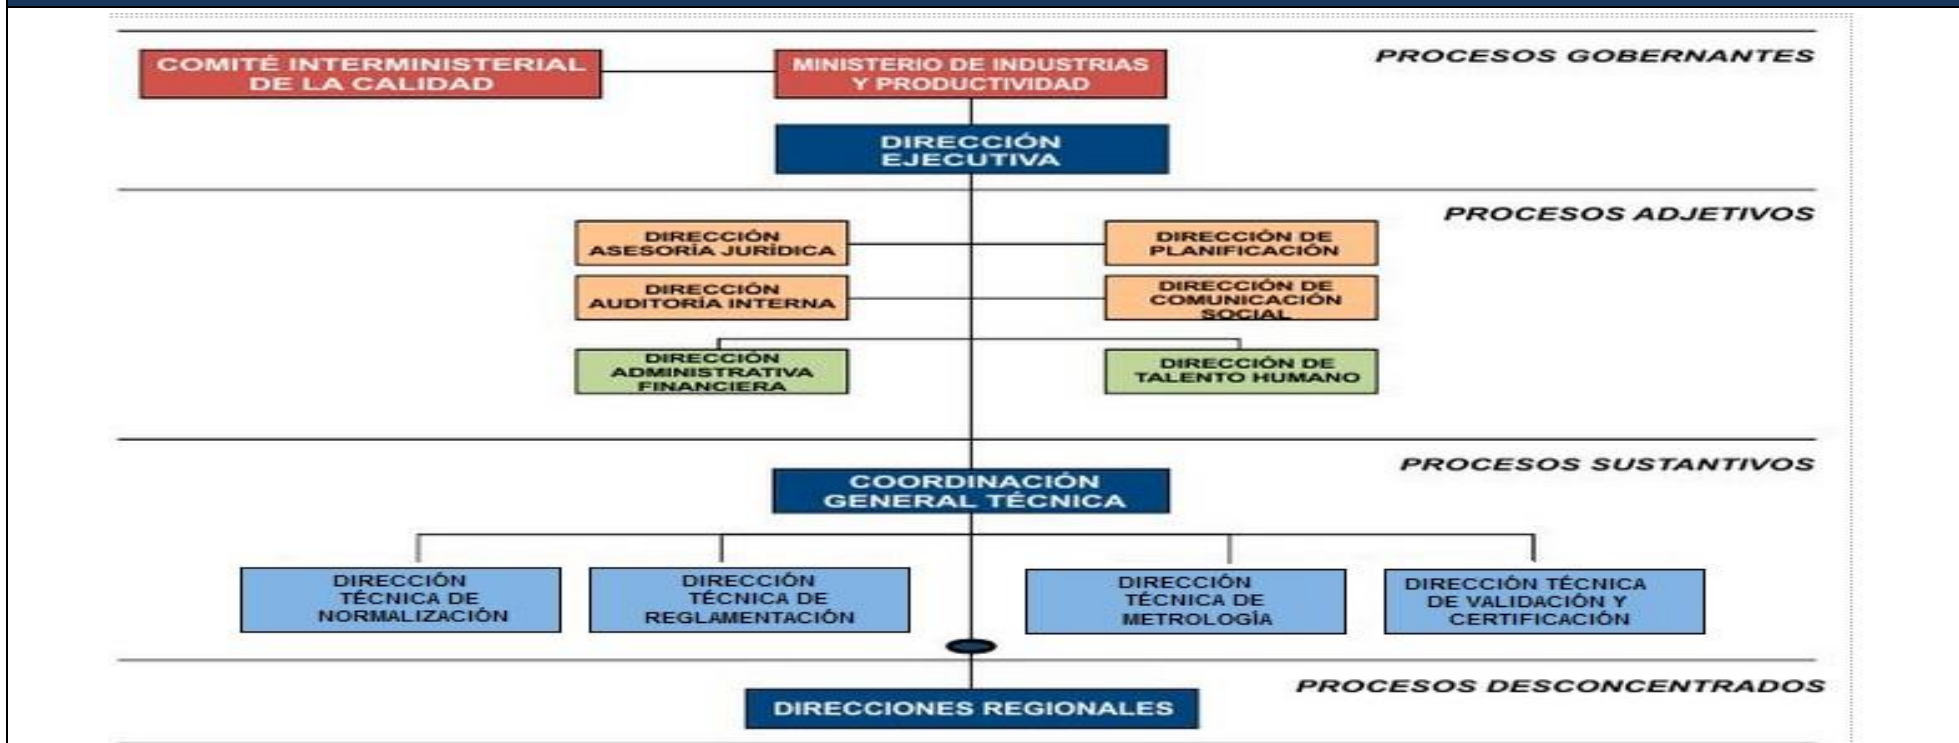 PROCESOS GOBERNANTES
COMITÉ INTERMINISTERIAL
DE LA CALIDAD
MINISTERIO DE INDUSTRIAS
Y PRODUCTIVIDAD
DIRECCIÓN
EJECUTIVA
PROCESOS ADJETIVOS
DIRECCIÓN
ASESORÍA JURÍDICA
DIRECCIÓN DE
PLANIFICACIÓN
DIRECCIÓN
AUDITORÍA INTERNA
DIRECCIÓN DE
COMUNICACIÓN
SOCIAL
DIRECCIÓN
ADMINISTRATIVA
FINANCIERA
DIRECCIÓN DE
TALENTO HUMANO
PROCESOS SUSTANTIVOS
COORDINACIÓN
GENERAL TÉCNICA
DIRECCIÓN
TÉCNICA DE
NORMALIZACIÓN
DIRECCIÓN
TÉCNICA DE
REGLAMENTACIÓN
DIRECCIÓN
TÉCNICA DE
METROLOGÍA
DIRECCIÓN TÉCNICA
DE VALIDACIÓN Y
CERTIFICACIÓN
PROCESOS DESCONCENTRADOS
DIRECCIONES REGIONALES